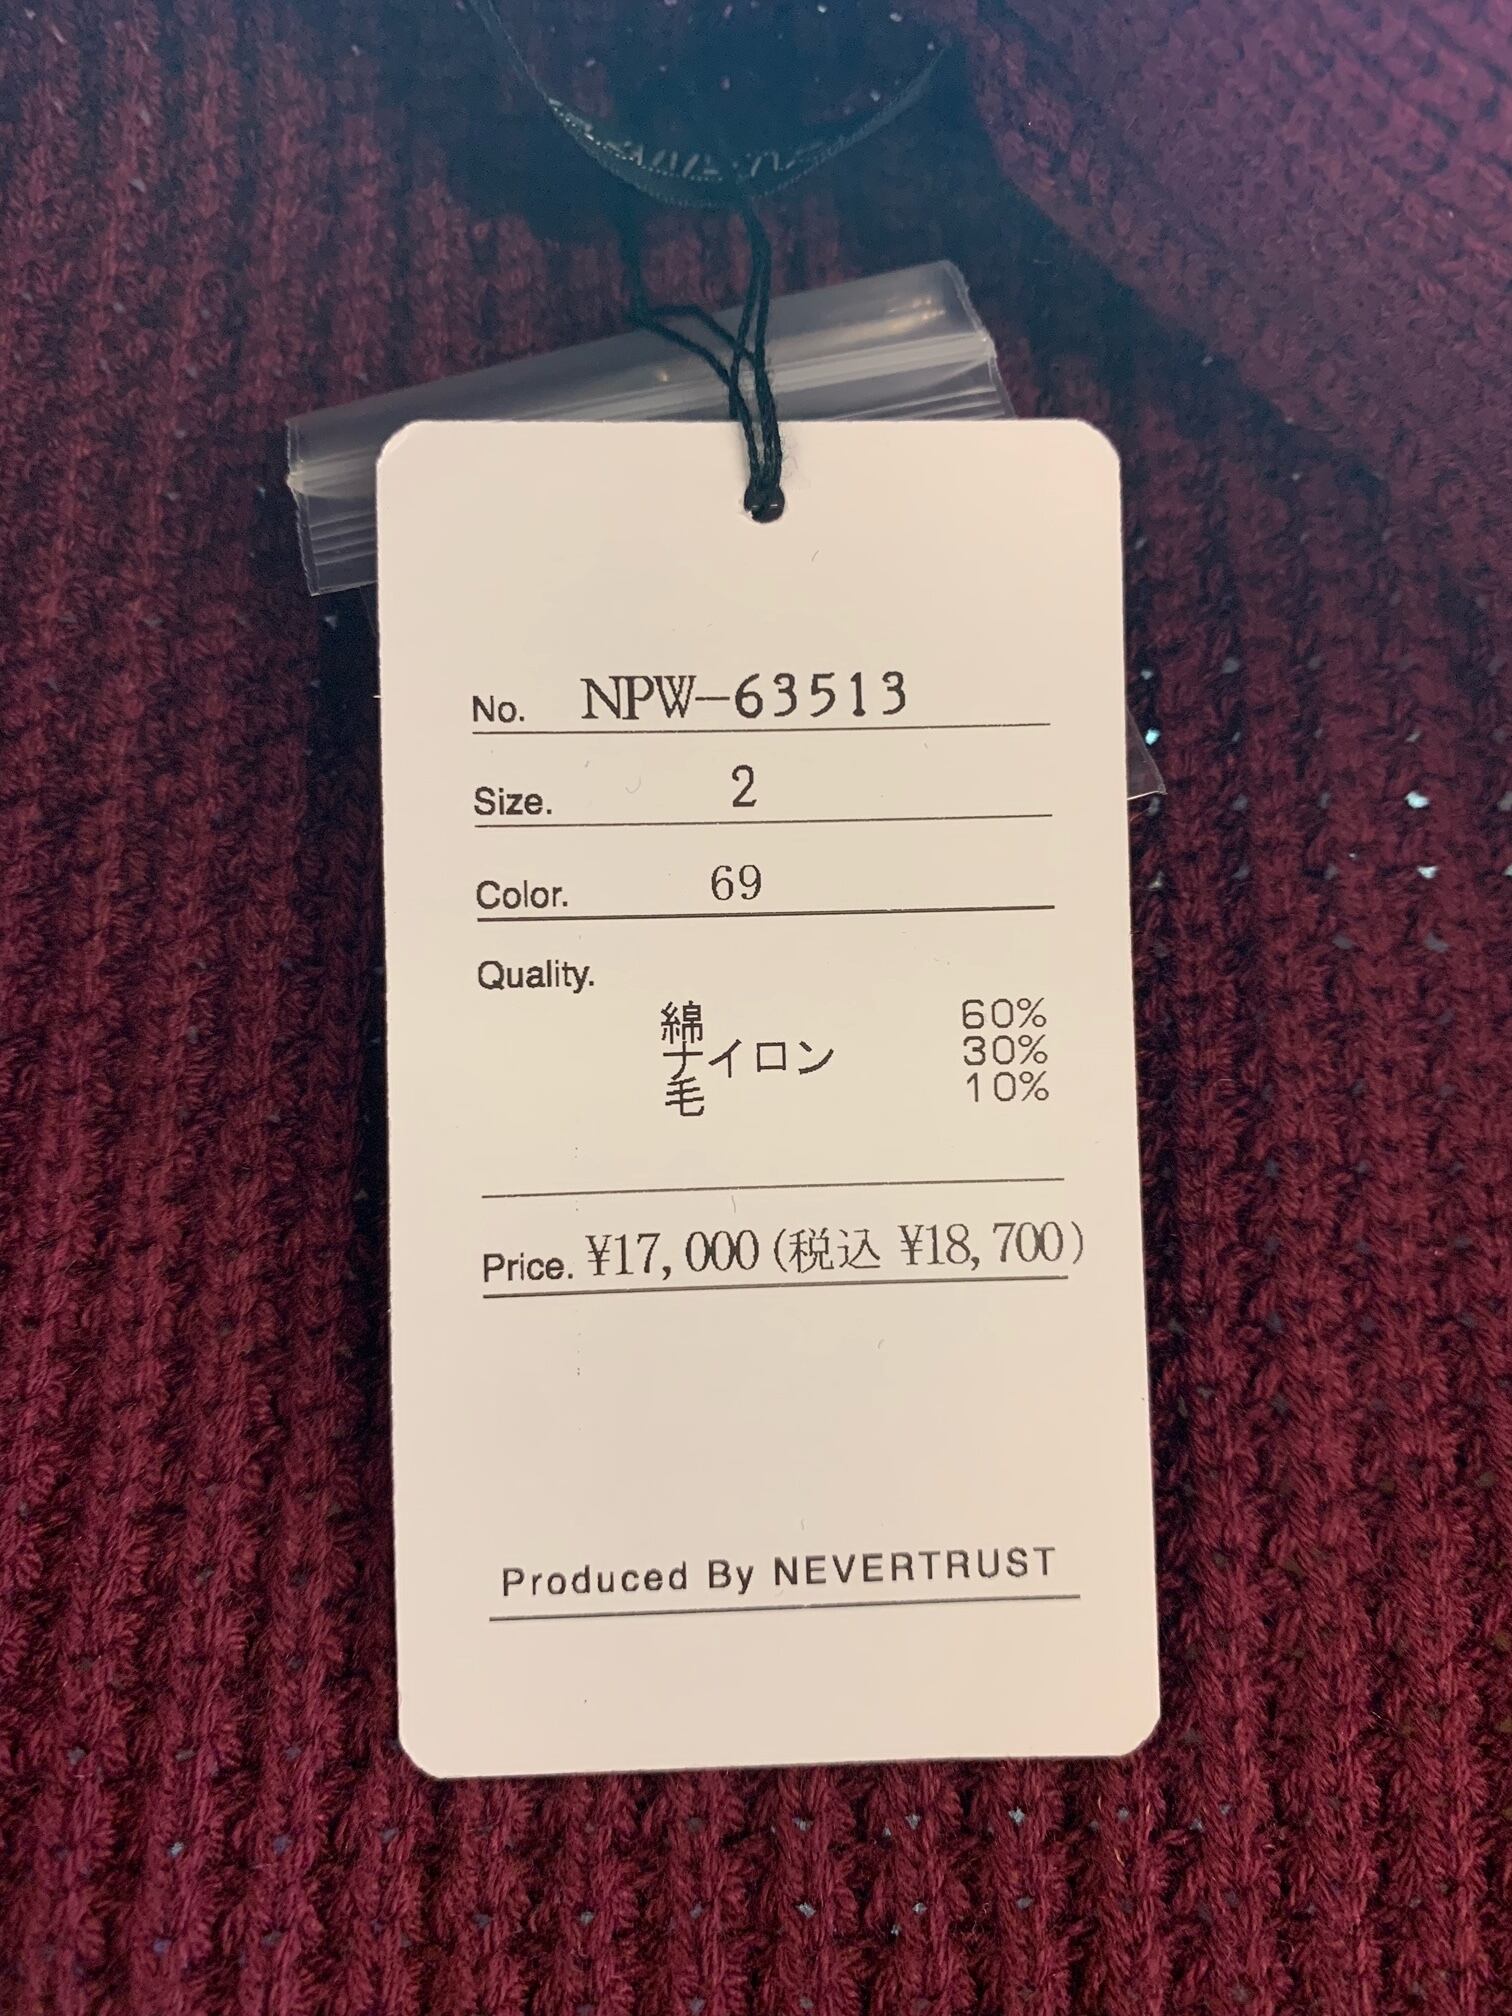 No. NPW-63513
Size. 2
Color. 69
Quality.
綿 60%
ナイロン 30%
毛 10%
Price. ¥17,000 (税込 ¥18,700)
Produced By NEVERTRUST